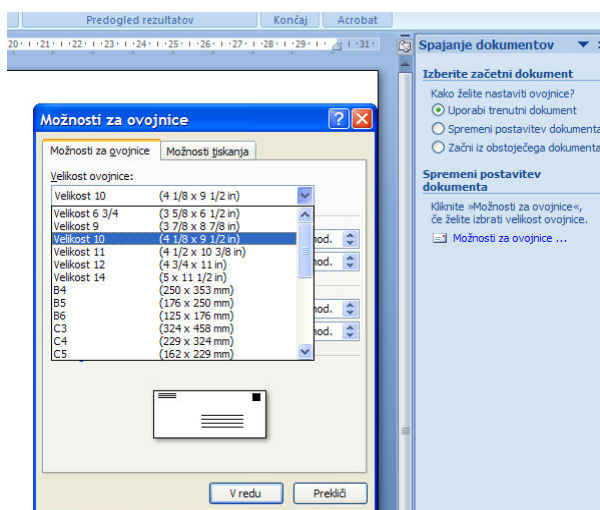 Predogled rezultatov
Končaj
Acrobat
20 · 21 · 22 · 23 · 24 · 25 · 26 · 27 · 28 · 29 · 31 ·
Možnosti za ovojnice
Možnosti za ovojnice
Možnosti tiskanja
Velikost ovojnice:
Velikost 10 (4 1/8 x 9 1/2 in)
Velikost 6 3/4 (3 5/8 x 6 1/2 in)
Velikost 9 (3 7/8 x 8 7/8 in)
Velikost 10 (4 1/8 x 9 1/2 in)
Velikost 11 (4 1/2 x 10 3/8 in)
Velikost 12 (4 3/4 x 11 in)
Velikost 14 (5 x 11 1/2 in)
B4 (250 x 353 mm)
B5 (176 x 250 mm)
B6 (125 x 176 mm)
C3 (324 x 458 mm)
C4 (229 x 324 mm)
C5 (162 x 229 mm)
V redu
Prekliči
Spajanje dokumentov
Izberite začetni dokument
Kako želite nastaviti ovojnice?
Uporabi trenutni dokument
Spremeni postavitev dokumenta
Začni iz obstoječega dokumenta
Spremeni postavitev
dokumenta
Kliknite »Možnosti za ovojnice«,
če želite izbrati velikost ovojnice.
Možnosti za ovojnice ...